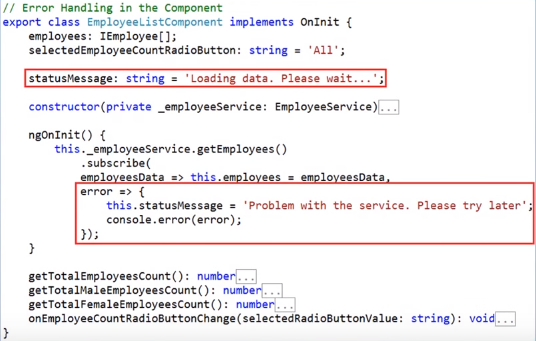 // Error Handling in the Component
export class EmployeeListComponent implements OnInit {
    employees: IEmployee[];
    selectedEmployeeCountRadioButton: string = 'All';

    statusMessage: string = 'Loading data. Please wait...';

    constructor(private _employeeService: EmployeeService)...

    ngOnInit() {
        this._employeeService.getEmployees()
            .subscribe(
            employeesData => this.employees = employeesData,
            error => {
                this.statusMessage = 'Problem with the service. Please try later';
                console.error(error);
            });
    }

    getTotalEmployeesCount(): number...
    getTotalMaleEmployeesCount(): number...
    getTotalFemaleEmployeesCount(): number...
    onEmployeeCountRadioButtonChange(selectedRadioButtonValue: string): void...
}